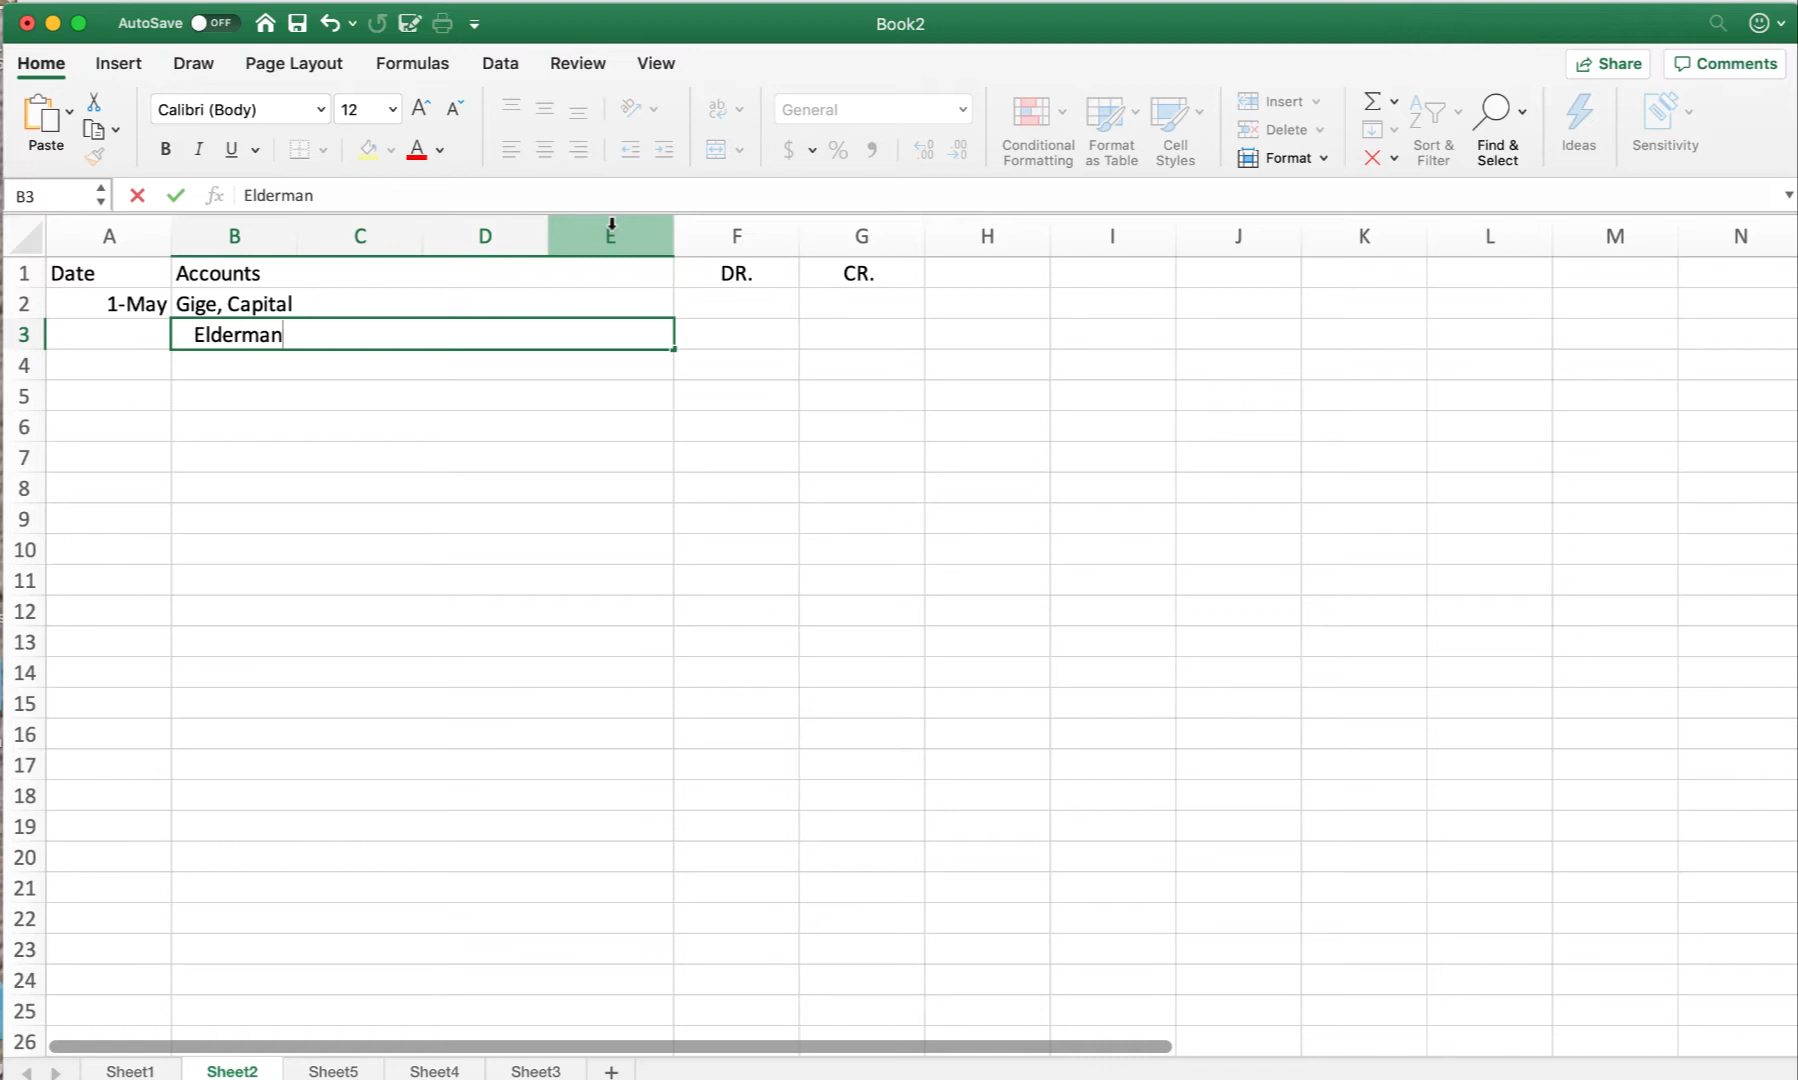 AutoSave OFF Book2
Home Insert Draw Page Layout Formulas Data Review View Share Comments
Paste Calibri (Body) 12 A A B I U A ab General $ % Conditional Formatting Format as Table Cell Styles Insert Delete Format Sort & Filter Find & Select Ideas Sensitivity
B3 fx Elderman
A B C D E F G H I J K L M N
1 Date Accounts DR. CR.
2 1-May Gige, Capital
3 Elderman
4
5
6
7
8
9
10
11
12
13
14
15
16
17
18
19
20
21
22
23
24
25
26
Sheet1 Sheet2 Sheet5 Sheet4 Sheet3 +